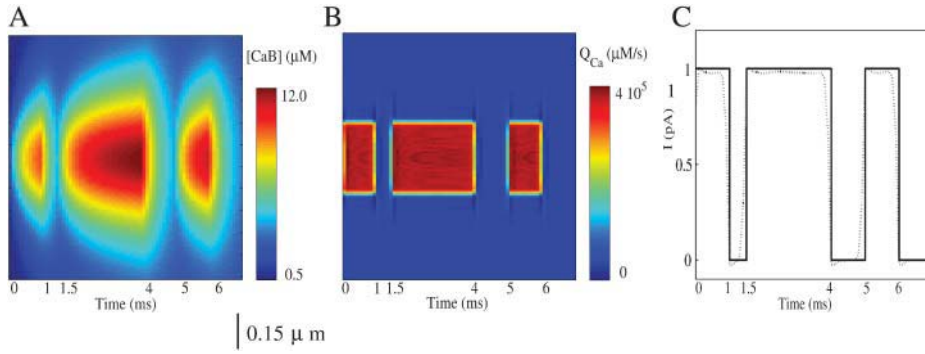 A
[CaB] (μM)
12.0
0.5
0 1 1.5 4 5 6
Time (ms)
0.15 μ m
B
Q_Ca (μM/s)
4 10^5
0
0 1 1.5 4 5 6
Time (ms)
C
1
1
I (pA)
0.5
0
0 1 1.5 4 5 6
Time (ms)